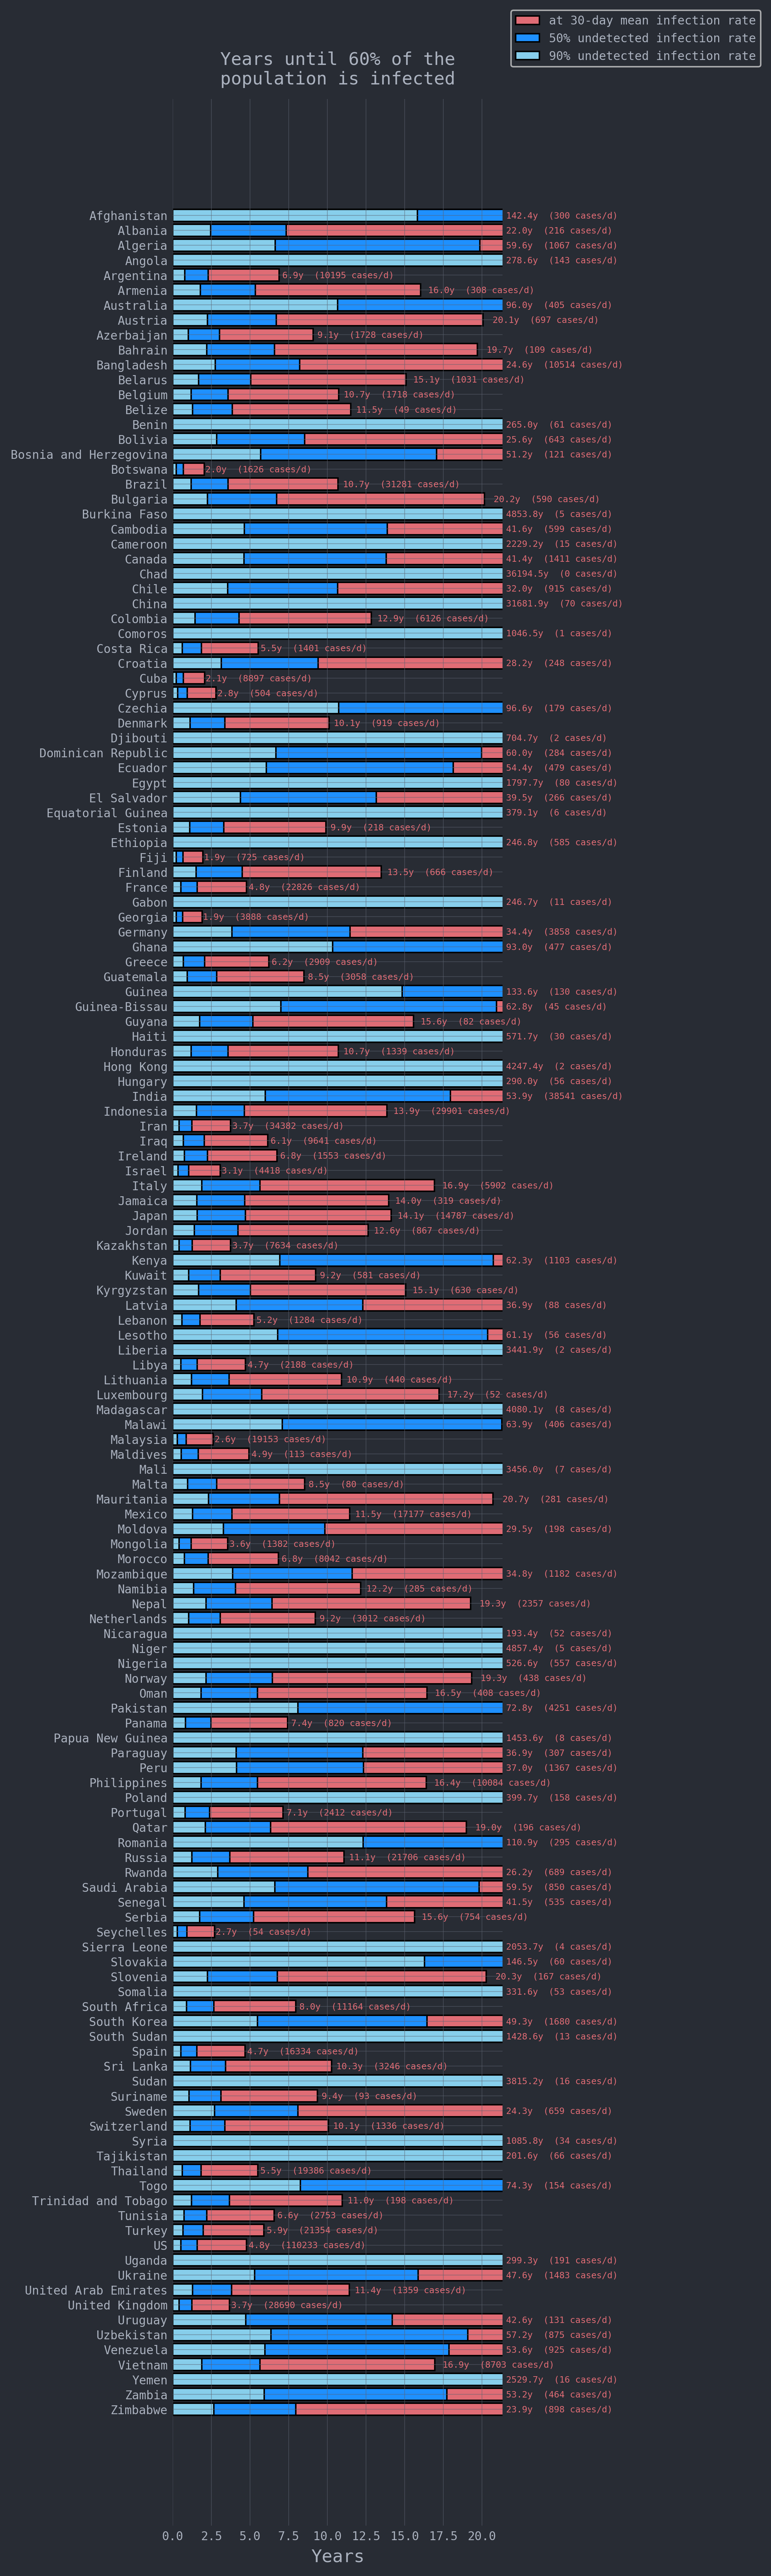 at 30-day mean infection rate
50% undetected infection rate
90% undetected infection rate
Years until 60% of the
population is infected
Afghanistan 142.4y (300 cases/d)
Albania 22.0y (216 cases/d)
Algeria 59.6y (1067 cases/d)
Angola 278.6y (143 cases/d)
Argentina 6.9y (10195 cases/d)
Armenia 16.0y (308 cases/d)
Australia 96.0y (405 cases/d)
Austria 20.1y (697 cases/d)
Azerbaijan 9.1y (1728 cases/d)
Bahrain 19.7y (109 cases/d)
Bangladesh 24.6y (10514 cases/d)
Belarus 15.1y (1031 cases/d)
Belgium 10.7y (1718 cases/d)
Belize 11.5y (49 cases/d)
Benin 265.0y (61 cases/d)
Bolivia 25.6y (643 cases/d)
Bosnia and Herzegovina 51.2y (121 cases/d)
Botswana 2.0y (1626 cases/d)
Brazil 10.7y (31281 cases/d)
Bulgaria 20.2y (590 cases/d)
Burkina Faso 4853.8y (5 cases/d)
Cambodia 41.6y (599 cases/d)
Cameroon 2229.2y (15 cases/d)
Canada 41.4y (1411 cases/d)
Chad 36194.5y (0 cases/d)
Chile 32.0y (915 cases/d)
China 31681.9y (70 cases/d)
Colombia 12.9y (6126 cases/d)
Comoros 1046.5y (1 cases/d)
Costa Rica 5.5y (1401 cases/d)
Croatia 28.2y (248 cases/d)
Cuba 2.1y (8897 cases/d)
Cyprus 2.8y (504 cases/d)
Czechia 96.6y (179 cases/d)
Denmark 10.1y (919 cases/d)
Djibouti 704.7y (2 cases/d)
Dominican Republic 60.0y (284 cases/d)
Ecuador 54.4y (479 cases/d)
Egypt 1797.7y (80 cases/d)
El Salvador 39.5y (266 cases/d)
Equatorial Guinea 379.1y (6 cases/d)
Estonia 9.9y (218 cases/d)
Ethiopia 246.8y (585 cases/d)
Fiji 1.9y (725 cases/d)
Finland 13.5y (666 cases/d)
France 4.8y (22826 cases/d)
Gabon 246.7y (11 cases/d)
Georgia 1.9y (3888 cases/d)
Germany 34.4y (3858 cases/d)
Ghana 93.0y (477 cases/d)
Greece 6.2y (2909 cases/d)
Guatemala 8.5y (3058 cases/d)
Guinea 133.6y (130 cases/d)
Guinea-Bissau 62.8y (45 cases/d)
Guyana 15.6y (82 cases/d)
Haiti 571.7y (30 cases/d)
Honduras 10.7y (1339 cases/d)
Hong Kong 4247.4y (2 cases/d)
Hungary 290.0y (56 cases/d)
India 53.9y (38541 cases/d)
Indonesia 13.9y (29901 cases/d)
Iran 3.7y (34382 cases/d)
Iraq 6.1y (9641 cases/d)
Ireland 6.8y (1553 cases/d)
Israel 3.1y (4418 cases/d)
Italy 16.9y (5902 cases/d)
Jamaica 14.0y (319 cases/d)
Japan 14.1y (14787 cases/d)
Jordan 12.6y (867 cases/d)
Kazakhstan 3.7y (7634 cases/d)
Kenya 62.3y (1103 cases/d)
Kuwait 9.2y (581 cases/d)
Kyrgyzstan 15.1y (630 cases/d)
Latvia 36.9y (88 cases/d)
Lebanon 5.2y (1284 cases/d)
Lesotho 61.1y (56 cases/d)
Liberia 3441.9y (2 cases/d)
Libya 4.7y (2188 cases/d)
Lithuania 10.9y (440 cases/d)
Luxembourg 17.2y (52 cases/d)
Madagascar 4080.1y (8 cases/d)
Malawi 63.9y (406 cases/d)
Malaysia 2.6y (19153 cases/d)
Maldives 4.9y (113 cases/d)
Mali 3456.0y (7 cases/d)
Malta 8.5y (80 cases/d)
Mauritania 20.7y (281 cases/d)
Mexico 11.5y (17177 cases/d)
Moldova 29.5y (198 cases/d)
Mongolia 3.6y (1382 cases/d)
Morocco 6.8y (8042 cases/d)
Mozambique 34.8y (1182 cases/d)
Namibia 12.2y (285 cases/d)
Nepal 19.3y (2357 cases/d)
Netherlands 9.2y (3012 cases/d)
Nicaragua 193.4y (52 cases/d)
Niger 4857.4y (5 cases/d)
Nigeria 526.6y (557 cases/d)
Norway 19.3y (438 cases/d)
Oman 16.5y (408 cases/d)
Pakistan 72.8y (4251 cases/d)
Panama 7.4y (820 cases/d)
Papua New Guinea 1453.6y (8 cases/d)
Paraguay 36.9y (307 cases/d)
Peru 37.0y (1367 cases/d)
Philippines 16.4y (10084 cases/d)
Poland 399.7y (158 cases/d)
Portugal 7.1y (2412 cases/d)
Qatar 19.0y (196 cases/d)
Romania 110.9y (295 cases/d)
Russia 11.1y (21706 cases/d)
Rwanda 26.2y (689 cases/d)
Saudi Arabia 59.5y (850 cases/d)
Senegal 41.5y (535 cases/d)
Serbia 15.6y (754 cases/d)
Seychelles 2.7y (54 cases/d)
Sierra Leone 2053.7y (4 cases/d)
Slovakia 146.5y (60 cases/d)
Slovenia 20.3y (167 cases/d)
Somalia 331.6y (53 cases/d)
South Africa 8.0y (11164 cases/d)
South Korea 49.3y (1680 cases/d)
South Sudan 1428.6y (13 cases/d)
Spain 4.7y (16334 cases/d)
Sri Lanka 10.3y (3246 cases/d)
Sudan 3815.2y (16 cases/d)
Suriname 9.4y (93 cases/d)
Sweden 24.3y (659 cases/d)
Switzerland 10.1y (1336 cases/d)
Syria 1085.8y (34 cases/d)
Tajikistan 201.6y (66 cases/d)
Thailand 5.5y (19386 cases/d)
Togo 74.3y (154 cases/d)
Trinidad and Tobago 11.0y (198 cases/d)
Tunisia 6.6y (2753 cases/d)
Turkey 5.9y (21354 cases/d)
US 4.8y (110233 cases/d)
Uganda 299.3y (191 cases/d)
Ukraine 47.6y (1483 cases/d)
United Arab Emirates 11.4y (1359 cases/d)
United Kingdom 3.7y (28690 cases/d)
Uruguay 42.6y (131 cases/d)
Uzbekistan 57.2y (875 cases/d)
Venezuela 53.6y (925 cases/d)
Vietnam 16.9y (8703 cases/d)
Yemen 2529.7y (16 cases/d)
Zambia 53.2y (464 cases/d)
Zimbabwe 23.9y (898 cases/d)
0.0 2.5 5.0 7.5 10.0 12.5 15.0 17.5 20.0
Years